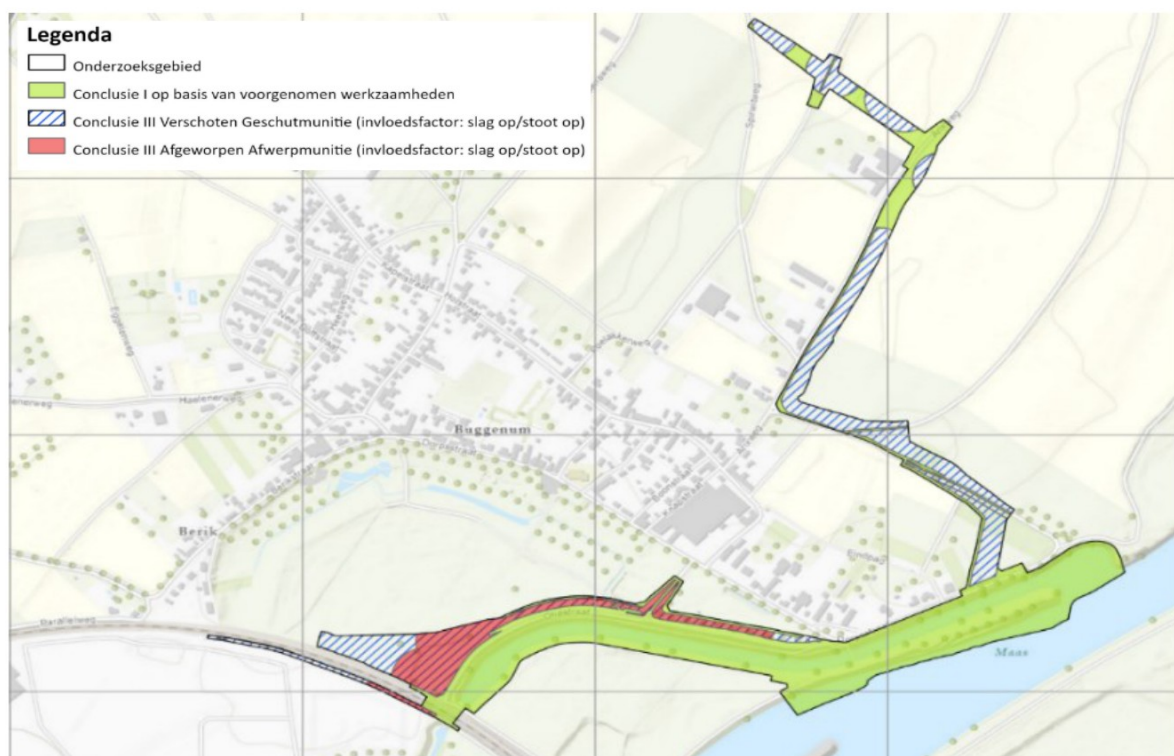 Legenda
Onderzoeksgebied
Conclusie I op basis van voorgenomen werkzaamheden
Conclusie III Verschoten Geschutmunitie (invloedsfactor: slag op/stoot op)
Conclusie III Afgeworpen Afwerpmunitie (invloedsfactor: slag op/stoot op)
Buggenum
Berik
Maas